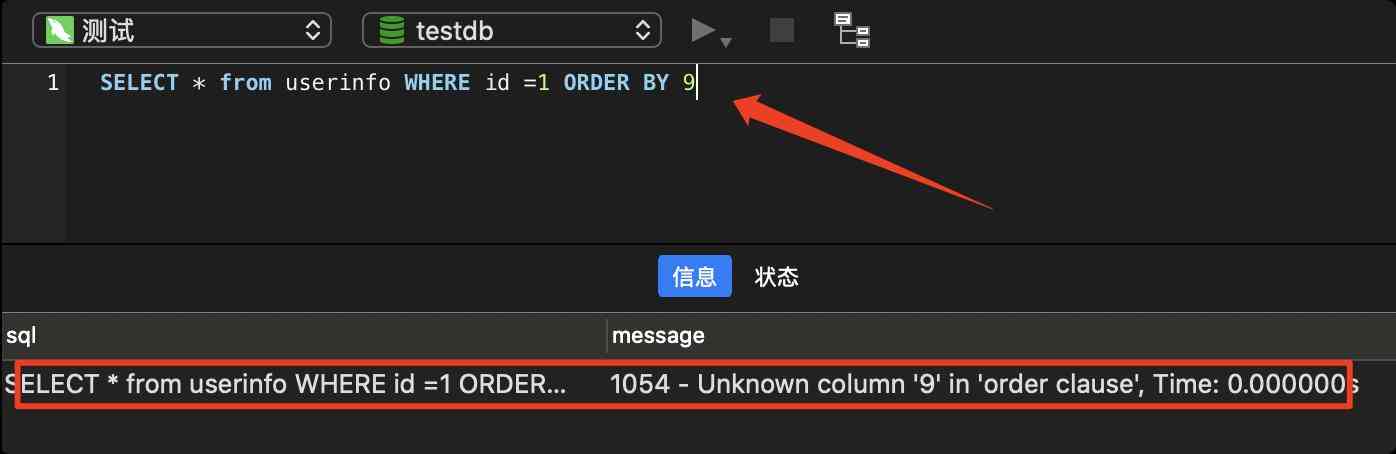 测试 testdb
1 SELECT * from userinfo WHERE id =1 ORDER BY 9
信息 状态
sql message
SELECT * from userinfo WHERE id =1 ORDER... 1054 - Unknown column '9' in 'order clause', Time: 0.000000s